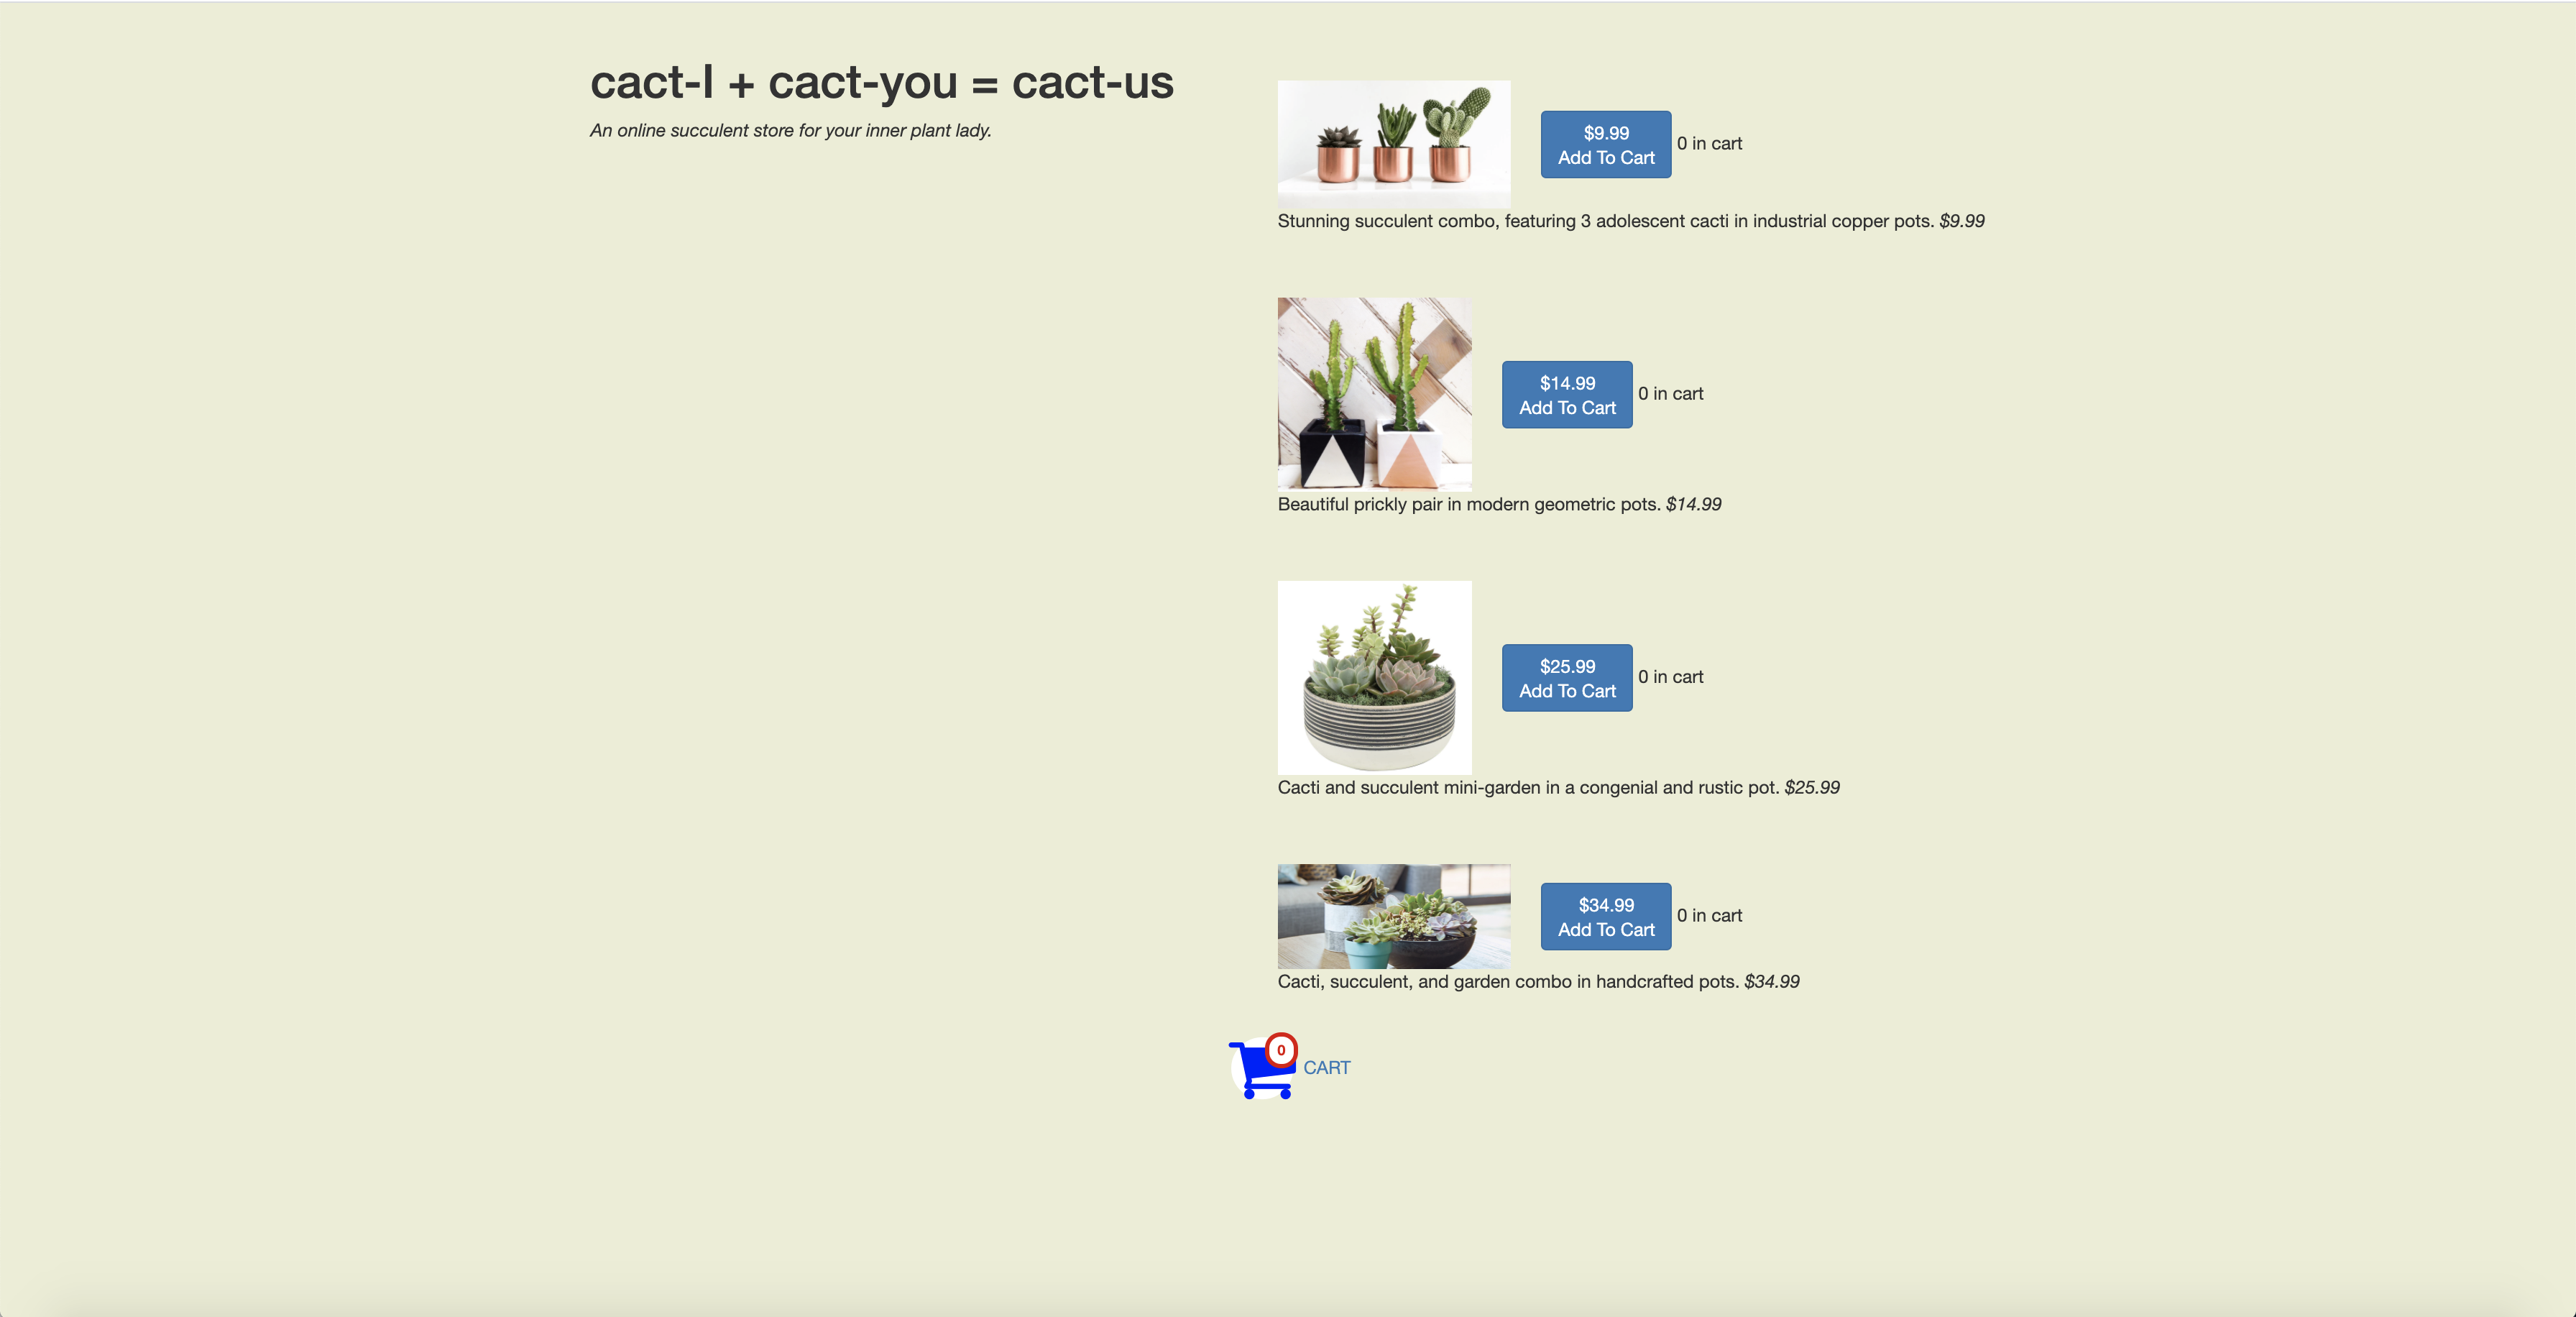 cact-I + cact-you = cact-us
An online succulent store for your inner plant lady.
$9.99
Add To Cart
0 in cart
Stunning succulent combo, featuring 3 adolescent cacti in industrial copper pots. $9.99
$14.99
Add To Cart
0 in cart
Beautiful prickly pair in modern geometric pots. $14.99
$25.99
Add To Cart
0 in cart
Cacti and succulent mini-garden in a congenial and rustic pot. $25.99
$34.99
Add To Cart
0 in cart
Cacti, succulent, and garden combo in handcrafted pots. $34.99
0
CART